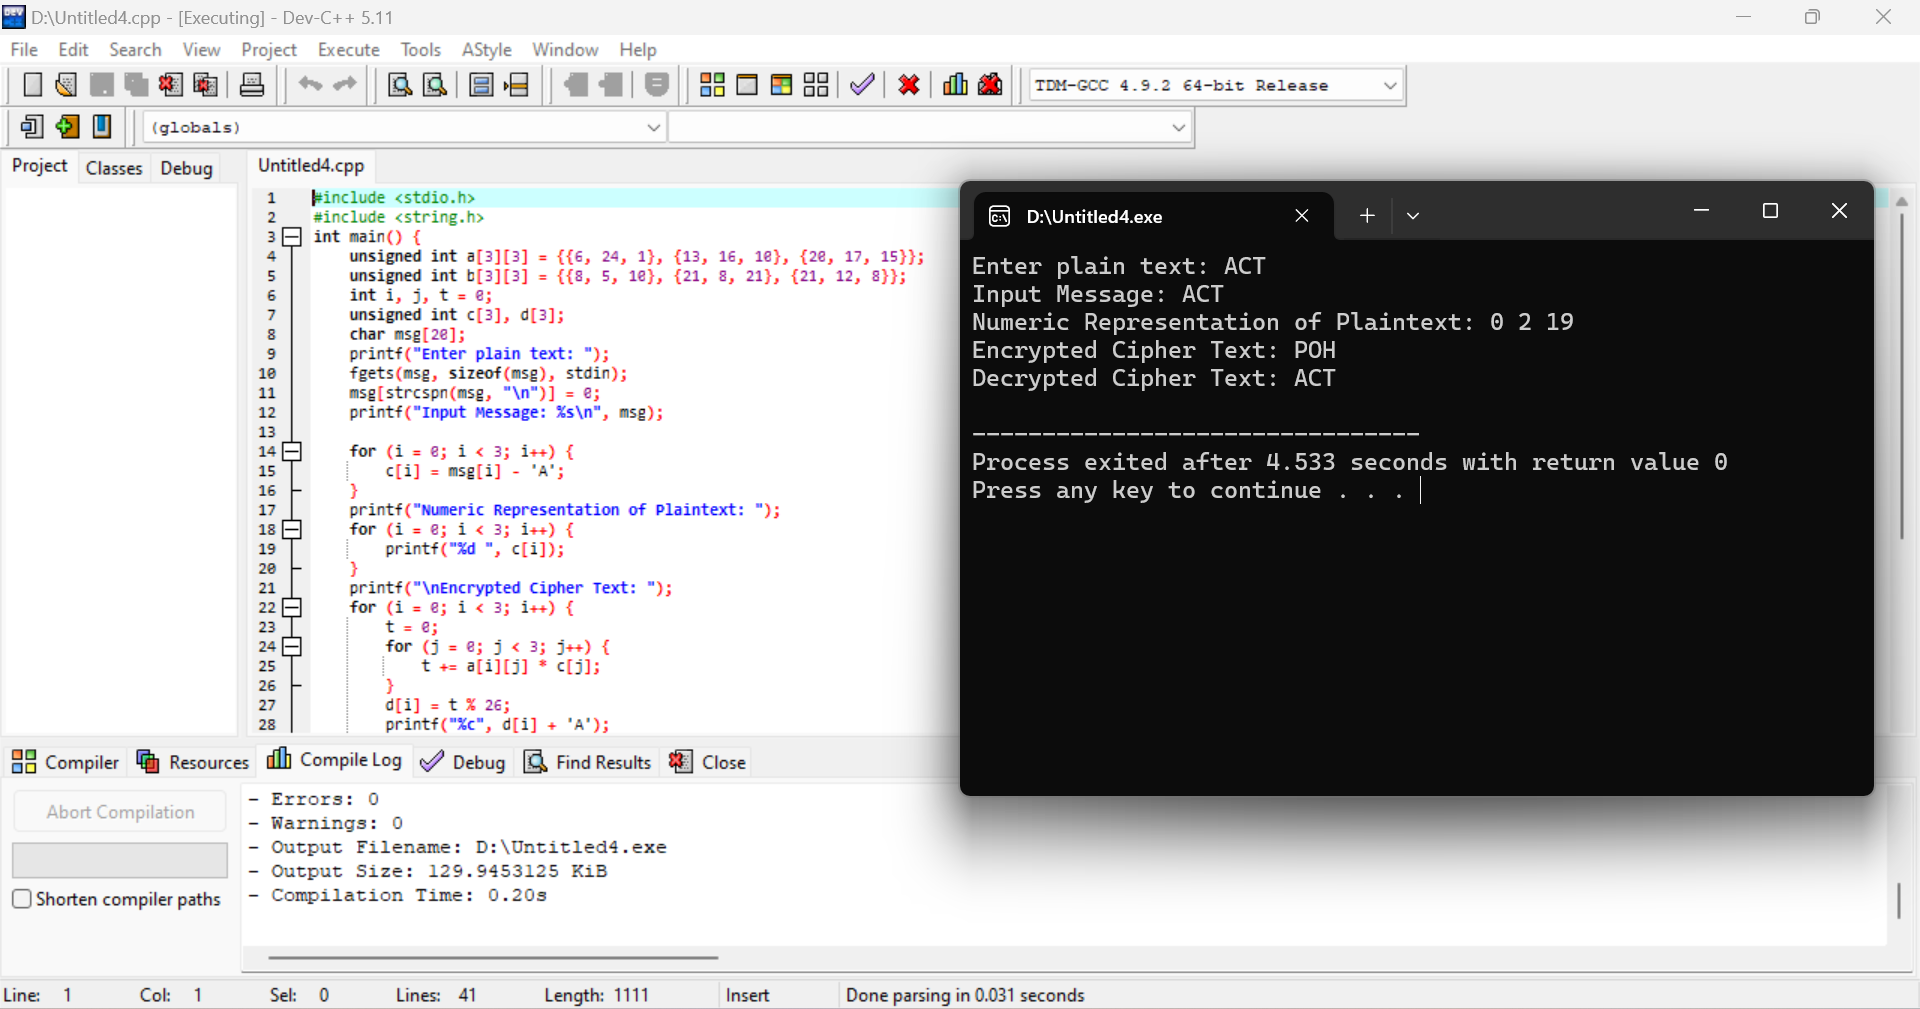 D:\Untitled4.cpp - [Executing] - Dev-C++ 5.11
File Edit Search View Project Execute Tools AStyle Window Help
TDM-GCC 4.9.2 64-bit Release
(globals)
Project Classes Debug
Untitled4.cpp
1 #include <stdio.h>
2 #include <string.h>
3 int main() {
4 unsigned int a[3][3] = {{6, 24, 1}, {13, 16, 10}, {20, 17, 15}};
5 unsigned int b[3][3] = {{8, 5, 10}, {21, 8, 21}, {21, 12, 8}};
6 int i, j, t = 0;
7 unsigned int c[3], d[3];
8 char msg[20];
9 printf("Enter plain text: ");
10 fgets(msg, sizeof(msg), stdin);
11 msg[strcspn(msg, "\n")] = 0;
12 printf("Input Message: %s\n", msg);
13
14 for (i = 0; i < 3; i++) {
15 c[i] = msg[i] - 'A';
16 }
17 printf("Numeric Representation of Plaintext: ");
18 for (i = 0; i < 3; i++) {
19 printf("%d ", c[i]);
20 }
21 printf("\nEncrypted Cipher Text: ");
22 for (i = 0; i < 3; i++) {
23 t = 0;
24 for (j = 0; j < 3; j++) {
25 t += a[i][j] * c[j];
26 }
27 d[i] = t % 26;
28 printf("%c", d[i] + 'A');
D:\Untitled4.exe
Enter plain text: ACT
Input Message: ACT
Numeric Representation of Plaintext: 0 2 19
Encrypted Cipher Text: POH
Decrypted Cipher Text: ACT
--------------------------------
Process exited after 4.533 seconds with return value 0
Press any key to continue . . .
Compiler Resources Compile Log Debug Find Results Close
Abort Compilation
Shorten compiler paths
- Errors: 0
- Warnings: 0
- Output Filename: D:\Untitled4.exe
- Output Size: 129.9453125 KiB
- Compilation Time: 0.20s
Line: 1 Col: 1 Sel: 0 Lines: 41 Length: 1111 Insert Done parsing in 0.031 seconds